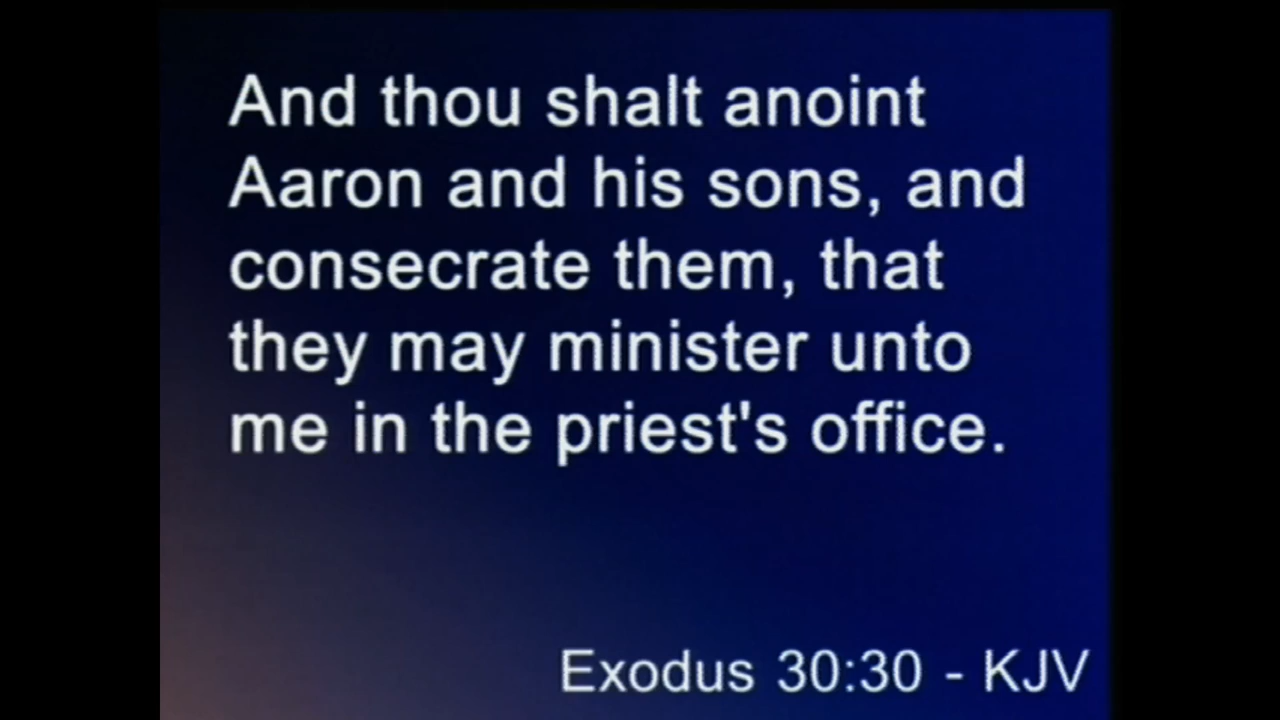 And thou shalt anoint
Aaron and his sons, and
consecrate them, that
they may minister unto
me in the priest's office.
Exodus 30:30 - KJV